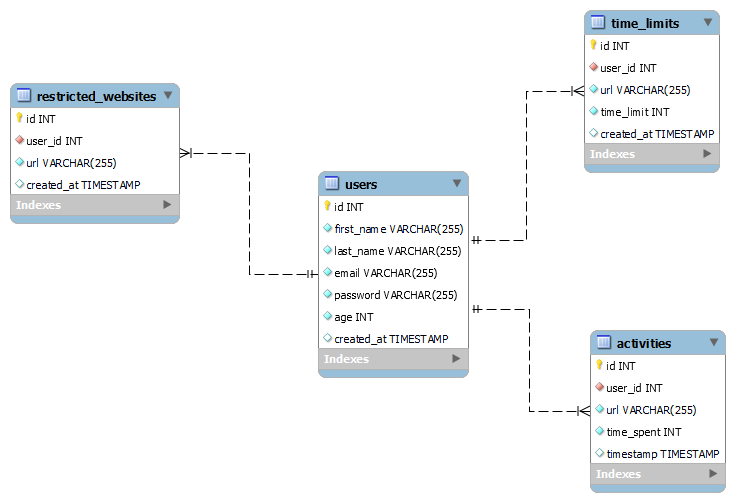 time_limits
id INT
user_id INT
url VARCHAR(255)
time_limit INT
created_at TIMESTAMP
Indexes
restricted_websites
id INT
user_id INT
url VARCHAR(255)
created_at TIMESTAMP
Indexes
users
id INT
first_name VARCHAR(255)
last_name VARCHAR(255)
email VARCHAR(255)
password VARCHAR(255)
age INT
created_at TIMESTAMP
Indexes
activities
id INT
user_id INT
url VARCHAR(255)
time_spent INT
timestamp TIMESTAMP
Indexes